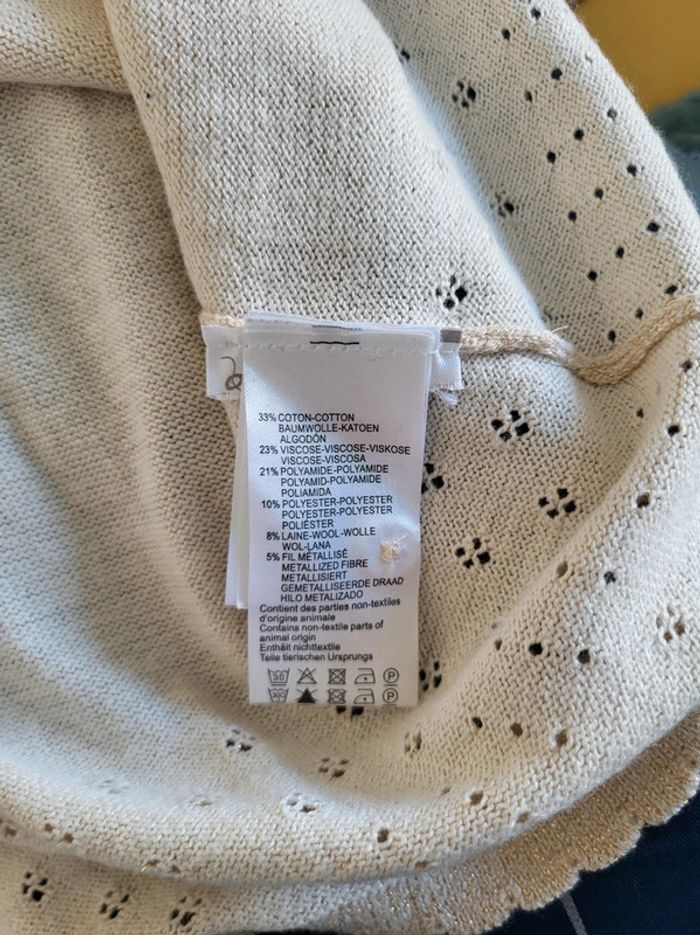 33% COTON-COTTON
BAUMWOLLE-KATOEN
ALGODÓN
23% VISCOSE-VISCOSE-VISKOSE
VISCOSE-VISCOSA
21% POLYAMIDE-POLYAMIDE
POLYAMID-POLYAMIDE
POLIAMIDA
10% POLYESTER-POLYESTER
POLYESTER-POLYESTER
POLIÉSTER
8% LAINE-WOOL-WOLLE
WOL-LANA
5% FIL MÉTALLISÉ
METALLIZED FIBRE
METALLISIERT
GEMETALLISEERDE DRAAD
HILO METALIZADO
Contient des parties non-textiles
d'origine animale
Contains non-textile parts of
animal origin
Enthält nichttextile
Teile tierischen Ursprungs
30 P